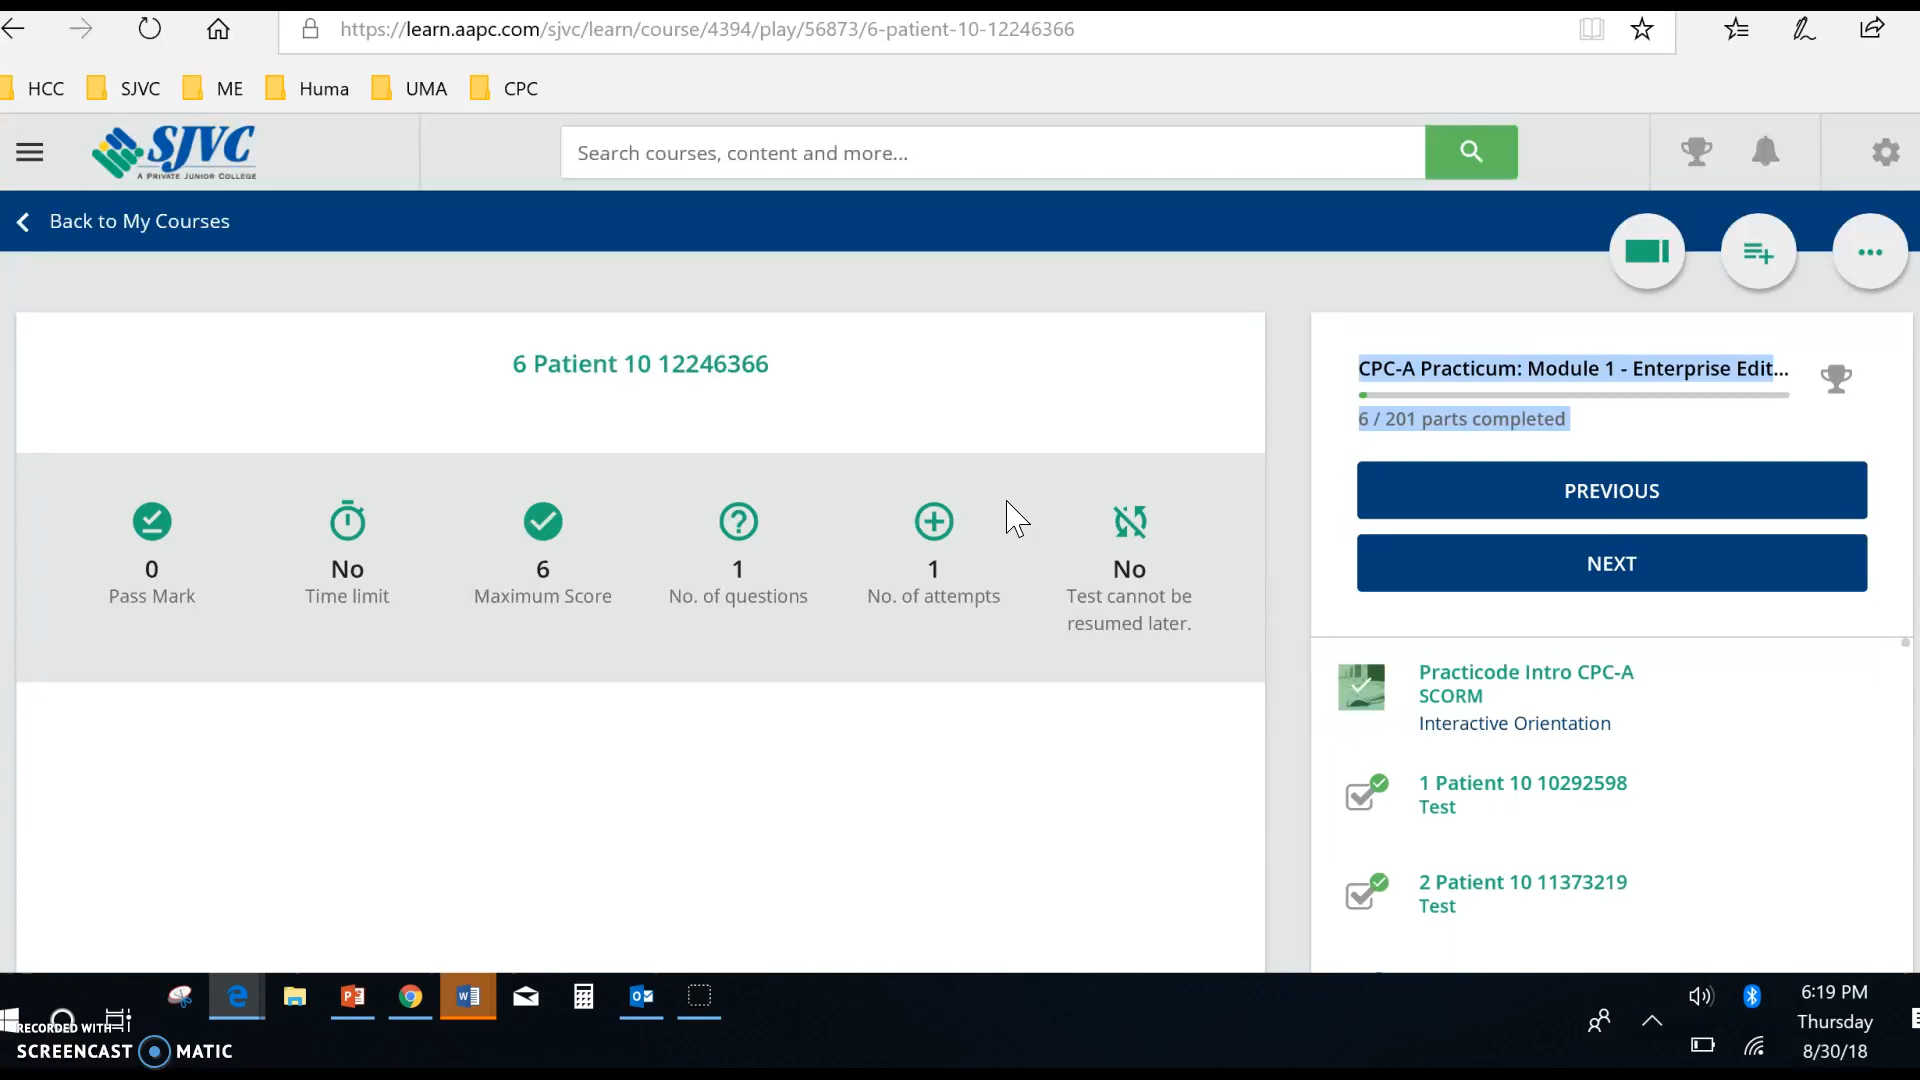 https://learn.aapc.com/sjvc/learn/course/4394/play/56873/6-patient-10-12246366
HCC SJVC ME Huma UMA CPC
SJVC
A PRIVATE JUNIOR COLLEGE
Search courses, content and more...
Back to My Courses
6 Patient 10 12246366
0 No 6 1 1 No
Pass Mark Time limit Maximum Score No. of questions No. of attempts Test cannot be
resumed later.
CPC-A Practicum: Module 1 - Enterprise Edit...
6 / 201 parts completed
PREVIOUS
NEXT
Practicode Intro CPC-A
SCORM
Interactive Orientation
1 Patient 10 10292598
Test
2 Patient 10 11373219
Test
6:19 PM
Thursday
8/30/18
RECORDED WITH
SCREENCAST MATIC